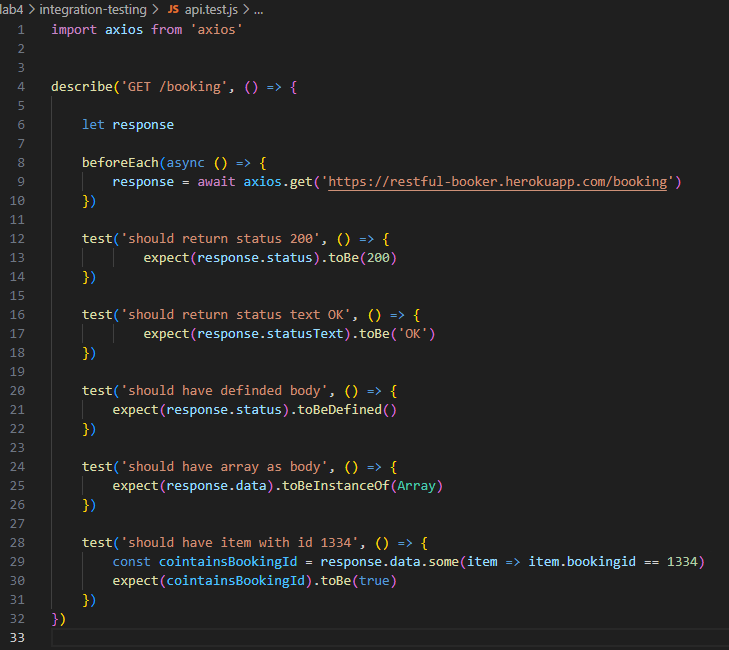 lab4 > integration-testing > JS api.test.js > ...
1 import axios from 'axios'
2
3
4 describe('GET /booking', () => {
5
6 let response
7
8 beforeEach(async () => {
9 response = await axios.get('https://restful-booker.herokuapp.com/booking')
10 })
11
12 test('should return status 200', () => {
13 expect(response.status).toBe(200)
14 })
15
16 test('should return status text OK', () => {
17 expect(response.statusText).toBe('OK')
18 })
19
20 test('should have definded body', () => {
21 expect(response.status).toBeDefined()
22 })
23
24 test('should have array as body', () => {
25 expect(response.data).toBeInstanceOf(Array)
26 })
27
28 test('should have item with id 1334', () => {
29 const cointainsBookingId = response.data.some(item => item.bookingid == 1334)
30 expect(cointainsBookingId).toBe(true)
31 })
32 })
33